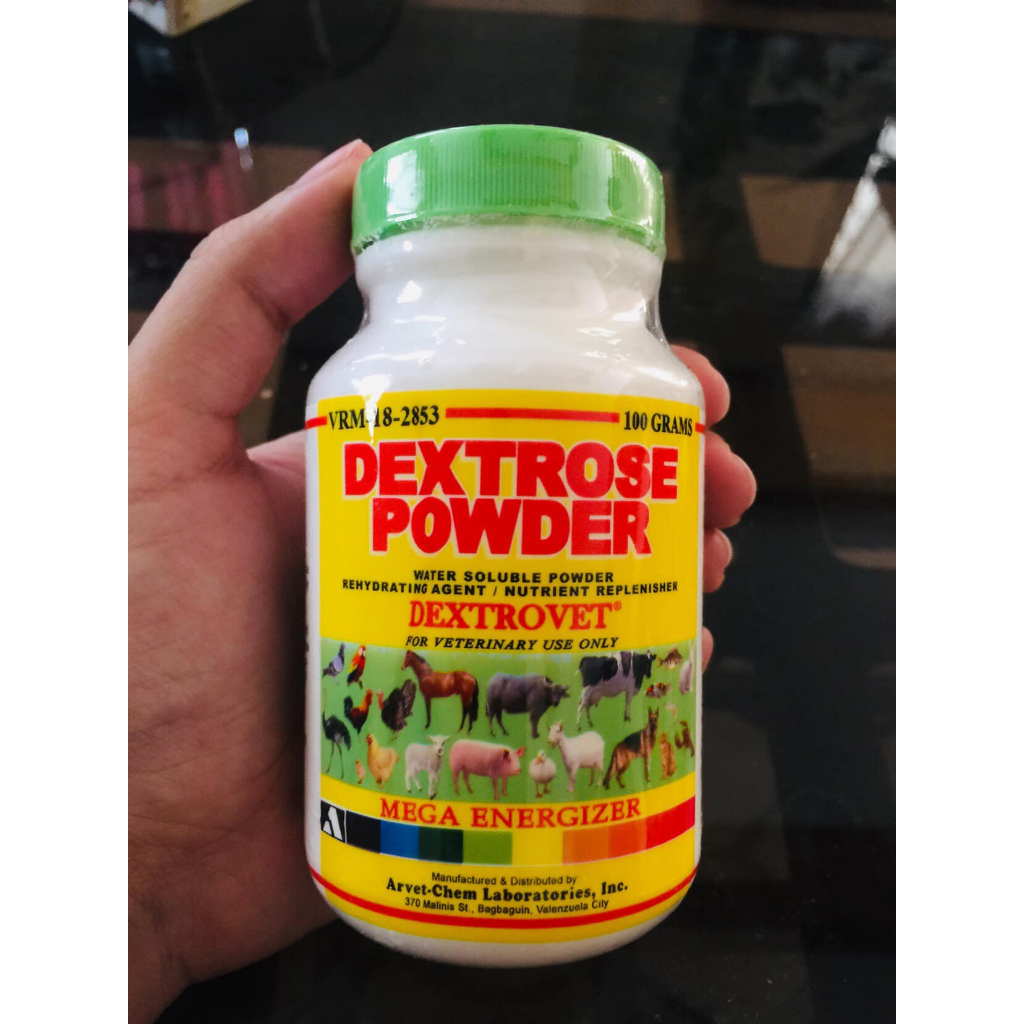 VRM-18-2853 100 GRAMS
DEXTROSE
POWDER
WATER SOLUBLE POWDER
REHYDRATING AGENT / NUTRIENT REPLENISHER
DEXTROVET®
FOR VETERINARY USE ONLY
MEGA ENERGIZER
A
Manufactured & Distributed by:
Arvet-Chem Laboratories, Inc.
370 Malinis St., Bagbaguin, Valenzuela City